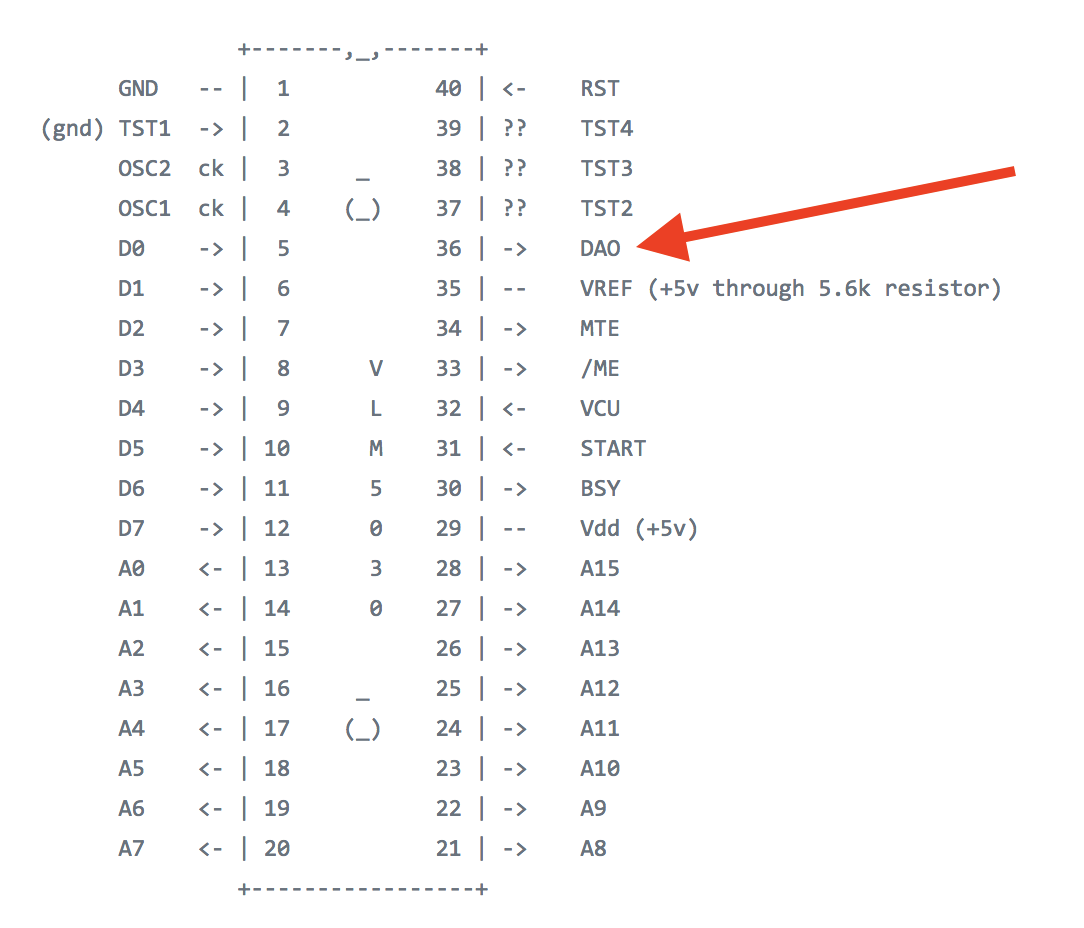 +-------,_,-------+
GND -- | 1 40 | <- RST
(gnd) TST1 -> | 2 39 | ?? TST4
OSC2 ck | 3 _ 38 | ?? TST3
OSC1 ck | 4 (_) 37 | ?? TST2
D0 -> | 5 36 | -> DAO
D1 -> | 6 35 | -- VREF (+5v through 5.6k resistor)
D2 -> | 7 34 | -> MTE
D3 -> | 8 V 33 | -> /ME
D4 -> | 9 L 32 | <- VCU
D5 -> | 10 M 31 | <- START
D6 -> | 11 5 30 | -> BSY
D7 -> | 12 0 29 | -- Vdd (+5v)
A0 <- | 13 3 28 | -> A15
A1 <- | 14 0 27 | -> A14
A2 <- | 15 26 | -> A13
A3 <- | 16 _ 25 | -> A12
A4 <- | 17 (_) 24 | -> A11
A5 <- | 18 23 | -> A10
A6 <- | 19 22 | -> A9
A7 <- | 20 21 | -> A8
+-----------------+